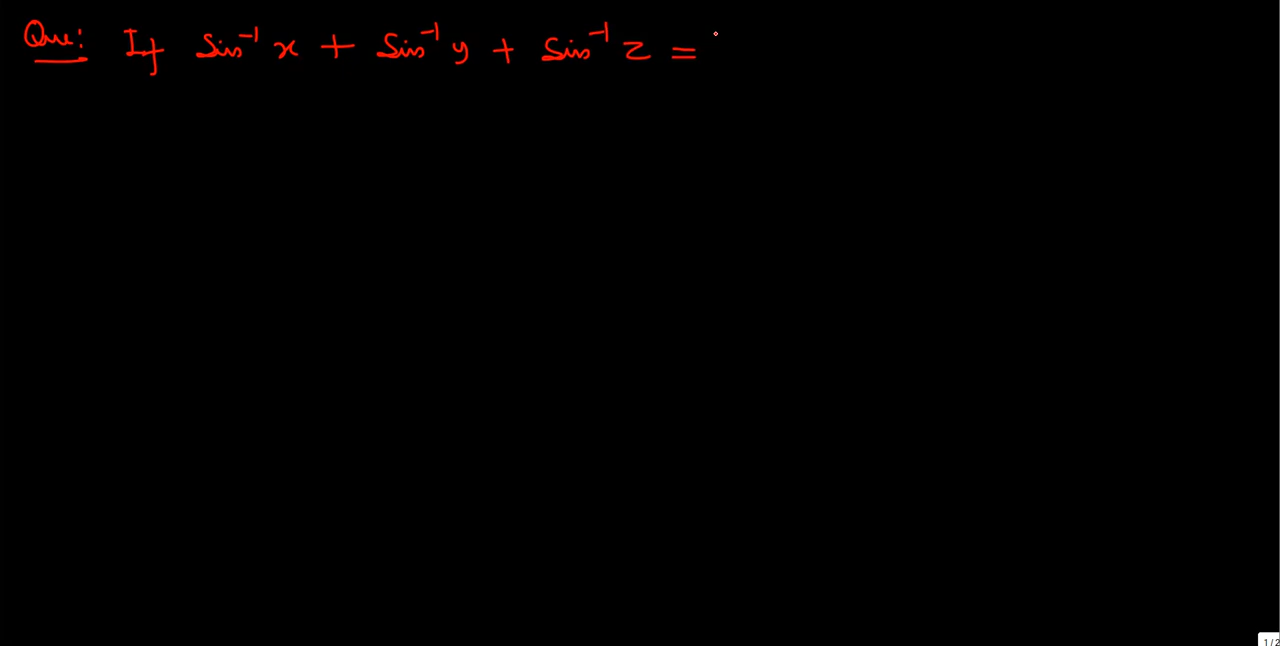 Que: If sin⁻¹ x + sin⁻¹ y + sin⁻¹ z =
1/2